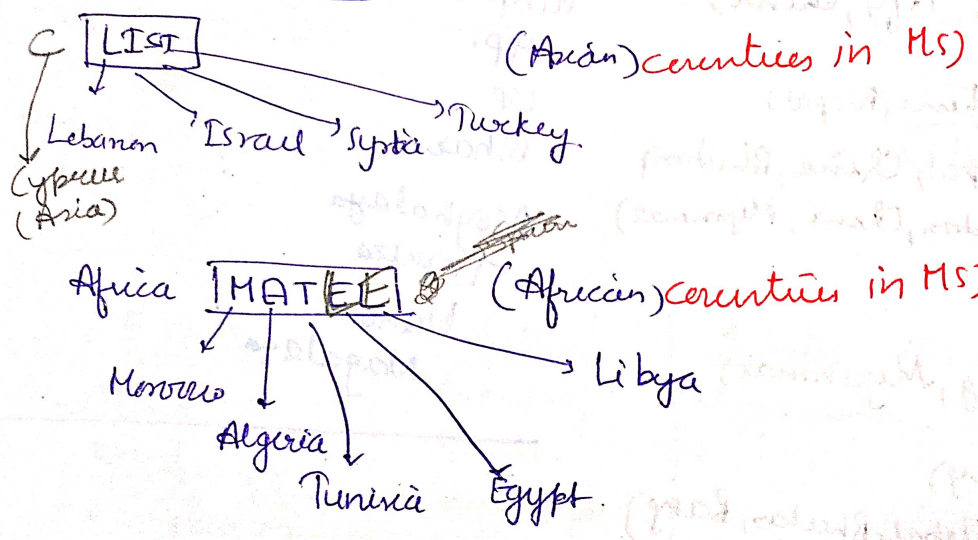 C LIST (Asian) countries in MS)
Lebanon Israel Syria Turkey.
Cyprus
(Asia)
Africa MATEE (African) countries in MS)
Morocco Libya
Algeria
Tunisia Egypt.